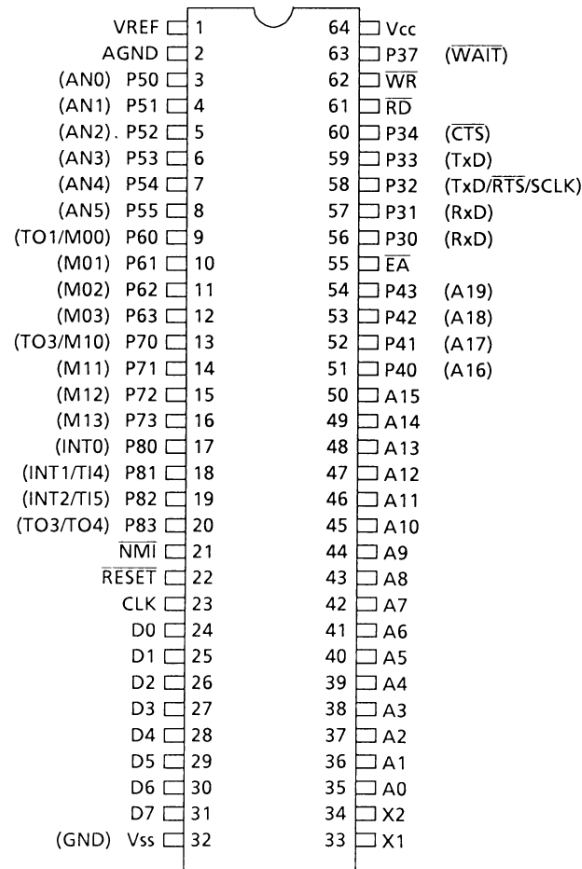 VREF 1 64 Vcc
AGND 2 63 P37 (W̅A̅I̅T̅)
(AN0) P50 3 62 W̅R̅
(AN1) P51 4 61 R̅D̅
(AN2) P52 5 60 P34 (C̅T̅S̅)
(AN3) P53 6 59 P33 (TxD)
(AN4) P54 7 58 P32 (TxD/R̅T̅S̅/SCLK)
(AN5) P55 8 57 P31 (RxD)
(TO1/M00) P60 9 56 P30 (RxD)
(M01) P61 10 55 E̅A̅
(M02) P62 11 54 P43 (A19)
(M03) P63 12 53 P42 (A18)
(TO3/M10) P70 13 52 P41 (A17)
(M11) P71 14 51 P40 (A16)
(M12) P72 15 50 A15
(M13) P73 16 49 A14
(INT0) P80 17 48 A13
(INT1/TI4) P81 18 47 A12
(INT2/TI5) P82 19 46 A11
(TO3/TO4) P83 20 45 A10
N̅M̅I̅ 21 44 A9
R̅E̅S̅E̅T̅ 22 43 A8
CLK 23 42 A7
D0 24 41 A6
D1 25 40 A5
D2 26 39 A4
D3 27 38 A3
D4 28 37 A2
D5 29 36 A1
D6 30 35 A0
D7 31 34 X2
(GND) Vss 32 33 X1